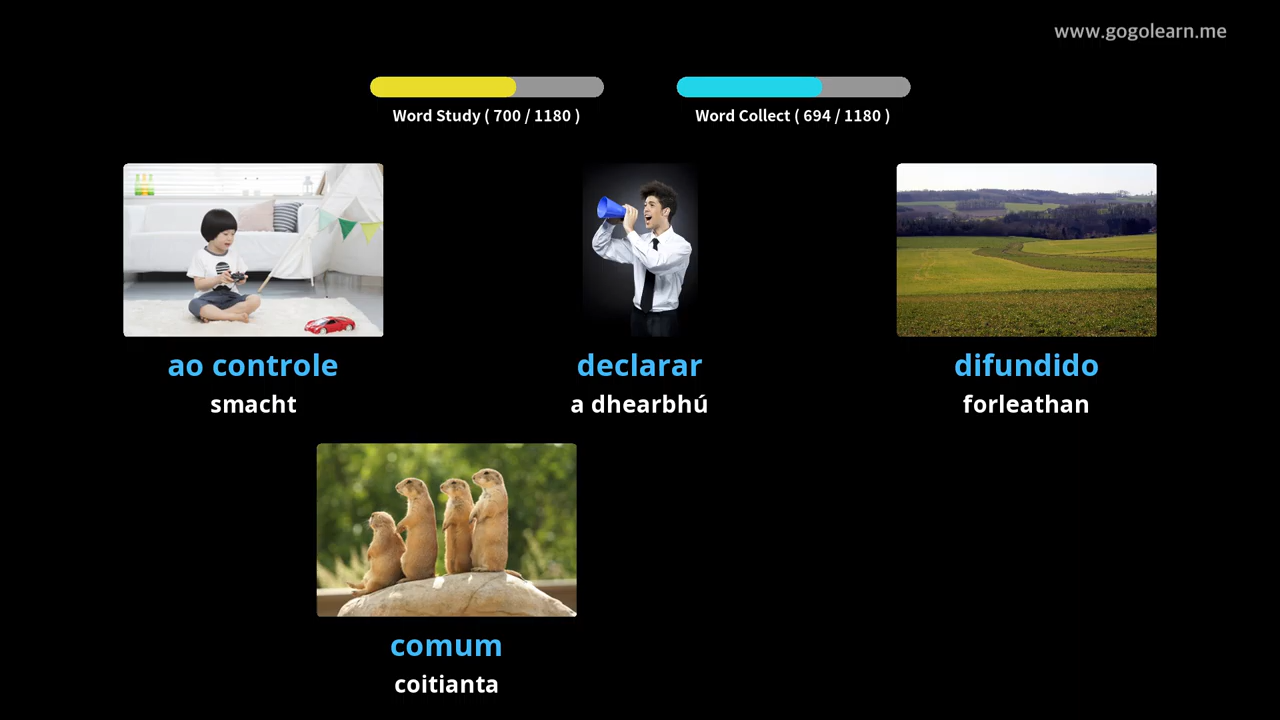 www.gogolearn.me
Word Study ( 700 / 1180 )
Word Collect ( 694 / 1180 )
ao controle
smacht
declarar
a dhearbhú
difundido
forleathan
comum
coitianta